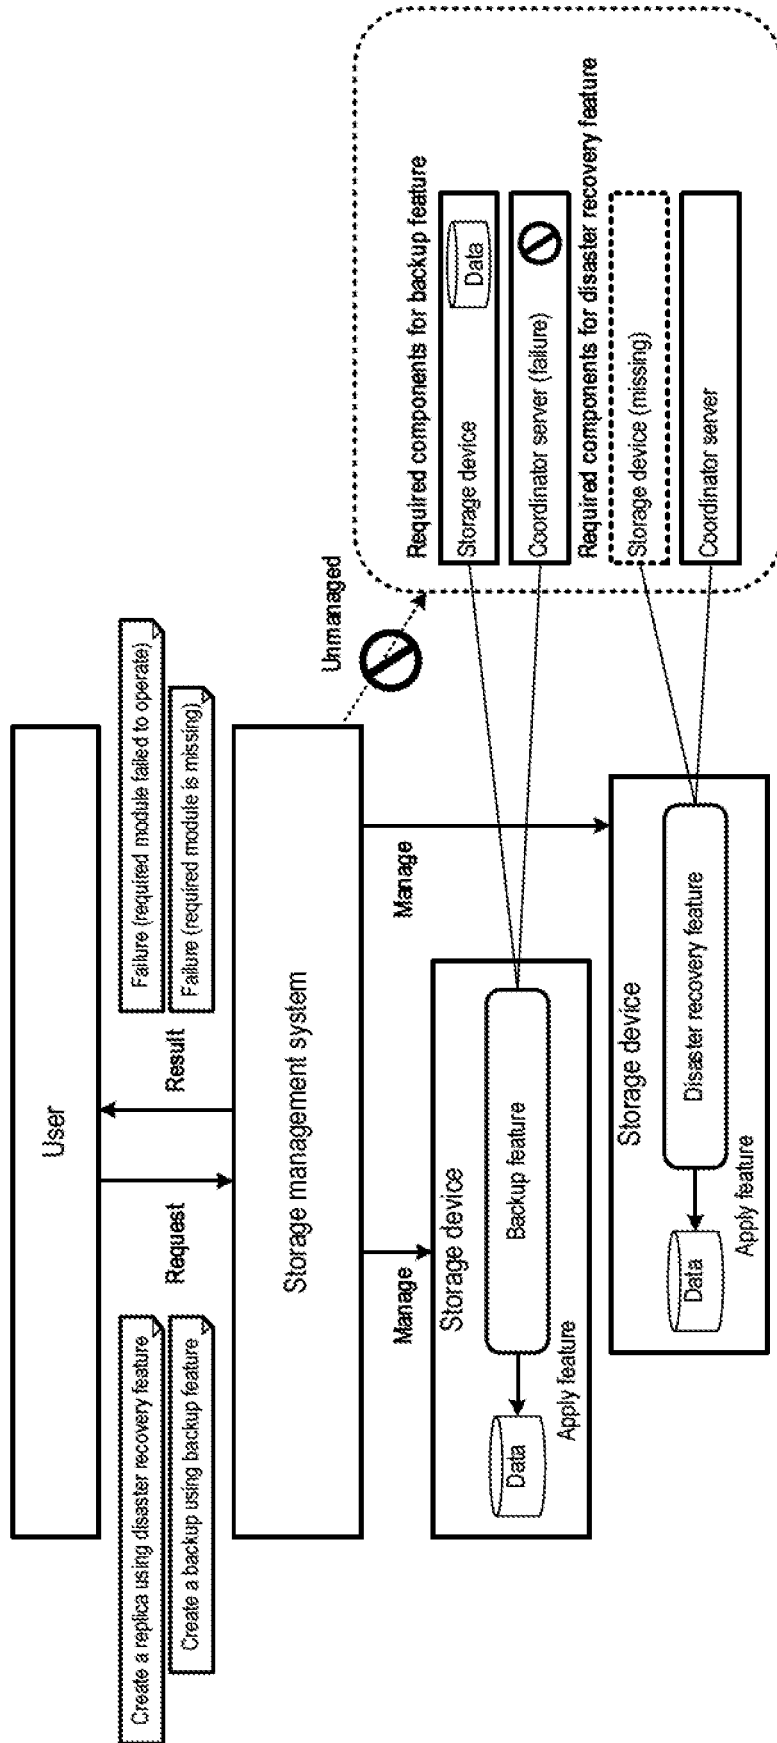 User
Create a replica using disaster recovery feature
Create a backup using backup feature
Request
Result
Failure (required module failed to operate)
Failure (required module is missing)
Storage management system
Unmanaged
Manage
Manage
Storage device
Data
Backup feature
Apply feature
Storage device
Data
Disaster recovery feature
Apply feature
Required components for backup feature
Storage device
Data
Coordinator server (failure)
Required components for disaster recovery feature
Storage device (missing)
Coordinator server